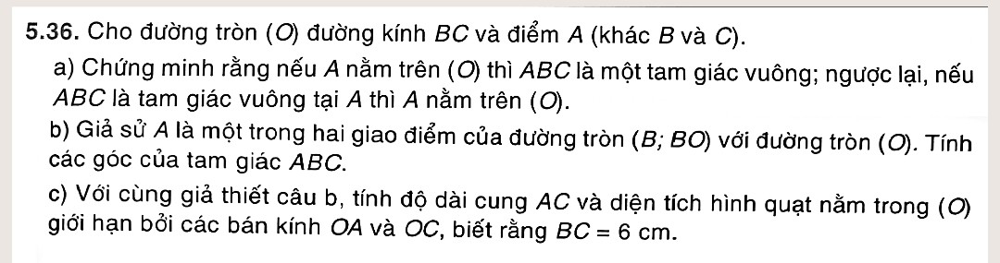 5.36. Cho đường tròn (O) đường kính BC và điểm A (khác B và C).
a) Chứng minh rằng nếu A nằm trên (O) thì ABC là một tam giác vuông; ngược lại, nếu
ABC là tam giác vuông tại A thì A nằm trên (O).
b) Giả sử A là một trong hai giao điểm của đường tròn (B; BO) với đường tròn (O). Tính
các góc của tam giác ABC.
c) Với cùng giả thiết câu b, tính độ dài cung AC và diện tích hình quạt nằm trong (O)
giới hạn bởi các bán kính OA và OC, biết rằng BC = 6 cm.